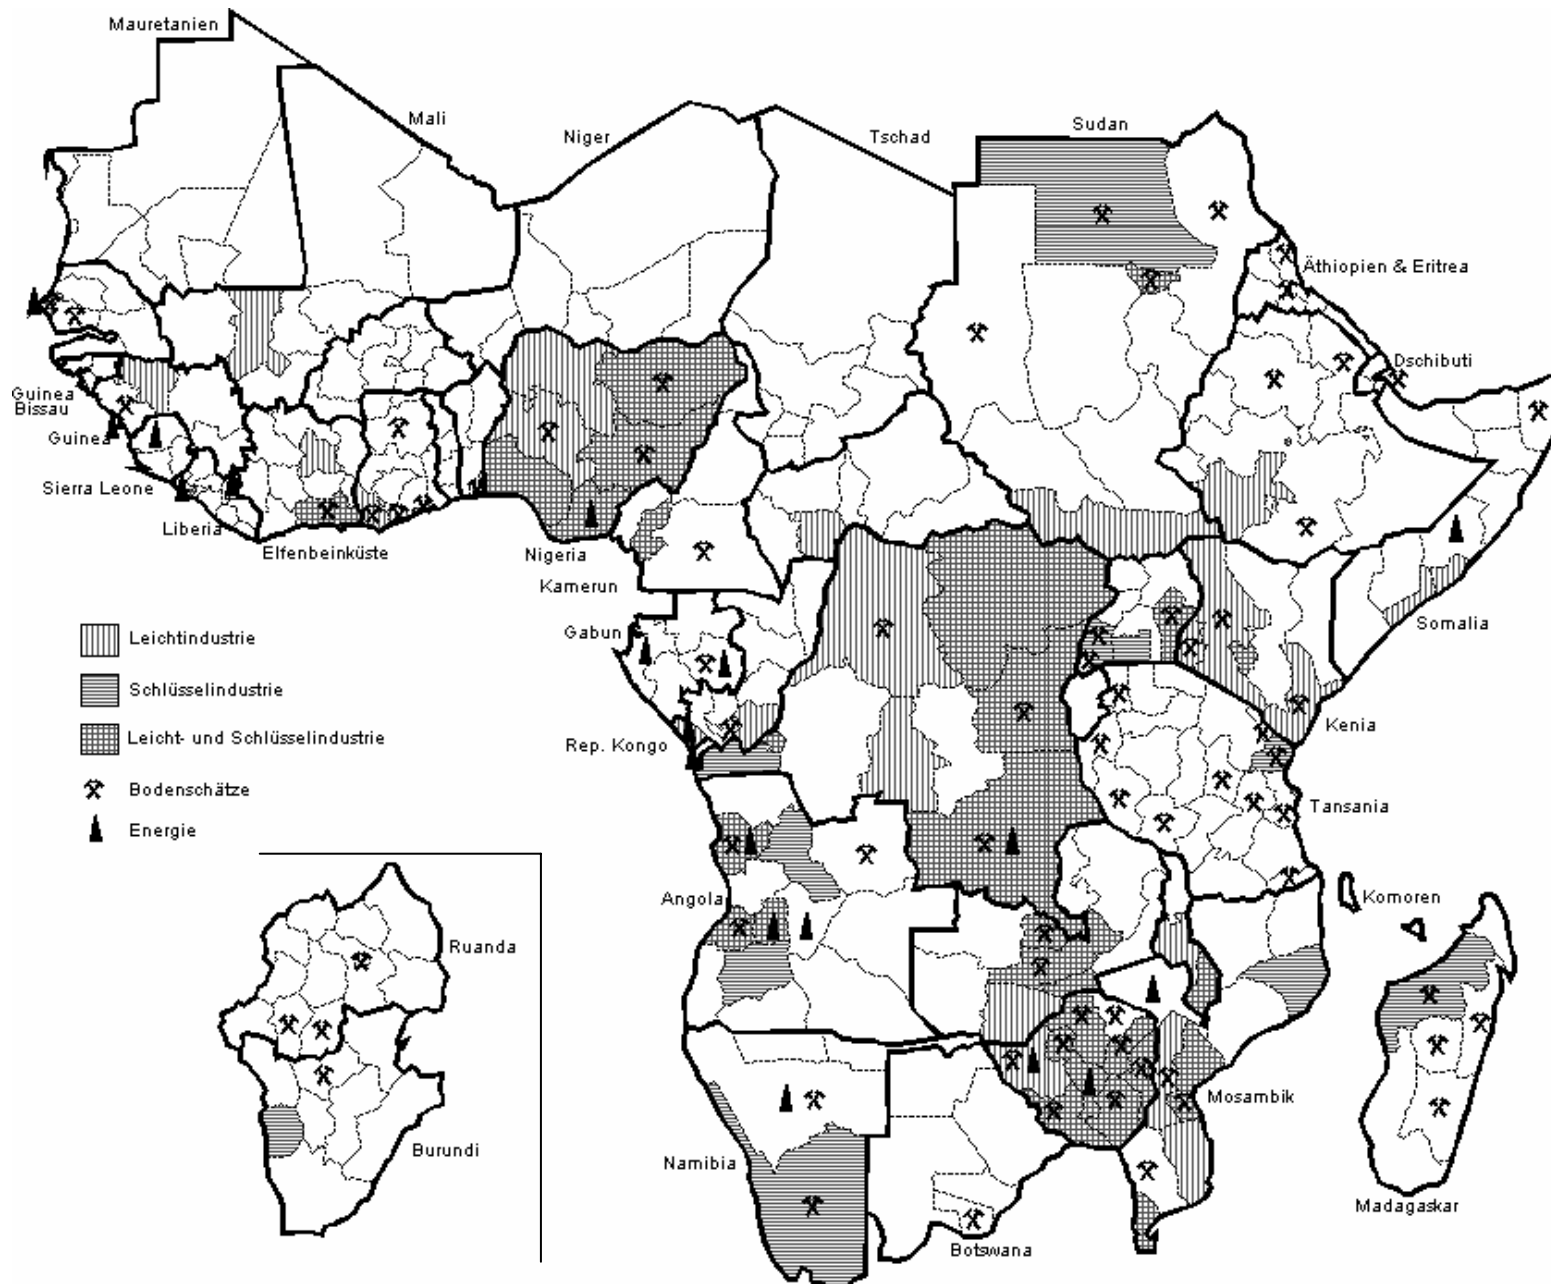 Mauretanien
Mali
Niger
Tschad
Sudan
Äthiopien & Eritrea
Dschibuti
Guinea
Bissau
Guinea
Sierra Leone
Liberia
Elfenbeinküste
Nigeria
Kamerun
Gabun
Somalia
Leichtindustrie
Schlüsselindustrie
Leicht- und Schlüsselindustrie
Bodenschätze
Energie
Rep. Kongo
Kenia
Tansania
Angola
Komoren
Ruanda
Burundi
Namibia
Mosambik
Botswana
Madagaskar